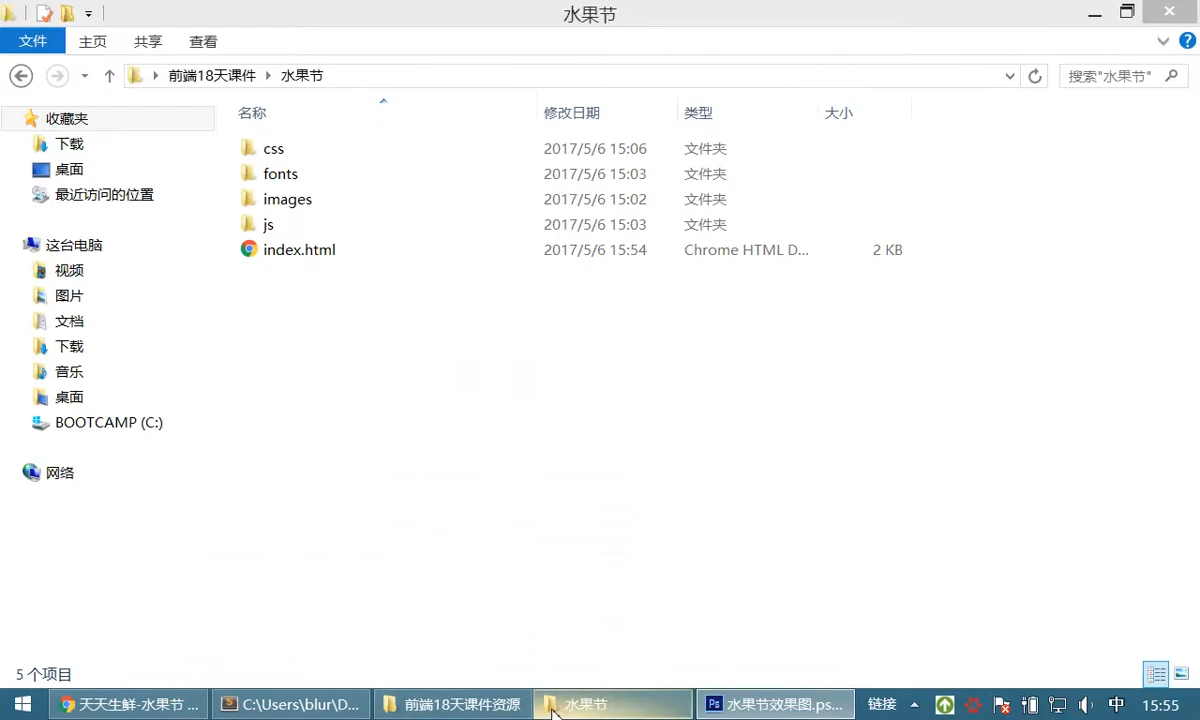 水果节
文件 主页 共享 查看
前端18天课件 水果节 搜索"水果节"
名称 修改日期 类型 大小
收藏夹
下载
桌面
最近访问的位置
这台电脑
视频
图片
文档
下载
音乐
桌面
BOOTCAMP (C:)
网络
css 2017/5/6 15:06 文件夹
fonts 2017/5/6 15:03 文件夹
images 2017/5/6 15:02 文件夹
js 2017/5/6 15:03 文件夹
index.html 2017/5/6 15:54 Chrome HTML D... 2 KB
5 个项目
天天生鲜-水果节 ... C:\Users\blur\D... 前端18天课件资源 水果节 Ps 水果节效果图.ps... 链接 中 15:55